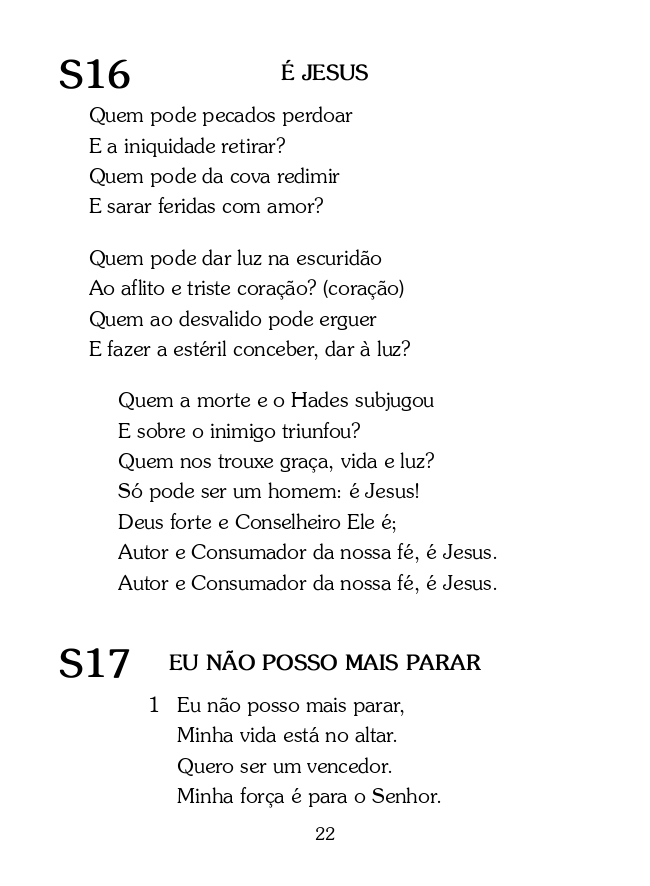 S16 É JESUS
Quem pode pecados perdoar
E a iniquidade retirar?
Quem pode da cova redimir
E sarar feridas com amor?
Quem pode dar luz na escuridão
Ao aflito e triste coração? (coração)
Quem ao desvalido pode erguer
E fazer a estéril conceber, dar à luz?
Quem a morte e o Hades subjugou
E sobre o inimigo triunfou?
Quem nos trouxe graça, vida e luz?
Só pode ser um homem: é Jesus!
Deus forte e Conselheiro Ele é;
Autor e Consumador da nossa fé, é Jesus.
Autor e Consumador da nossa fé, é Jesus.
S17 EU NÃO POSSO MAIS PARAR
1 Eu não posso mais parar,
Minha vida está no altar.
Quero ser um vencedor.
Minha força é para o Senhor.
22